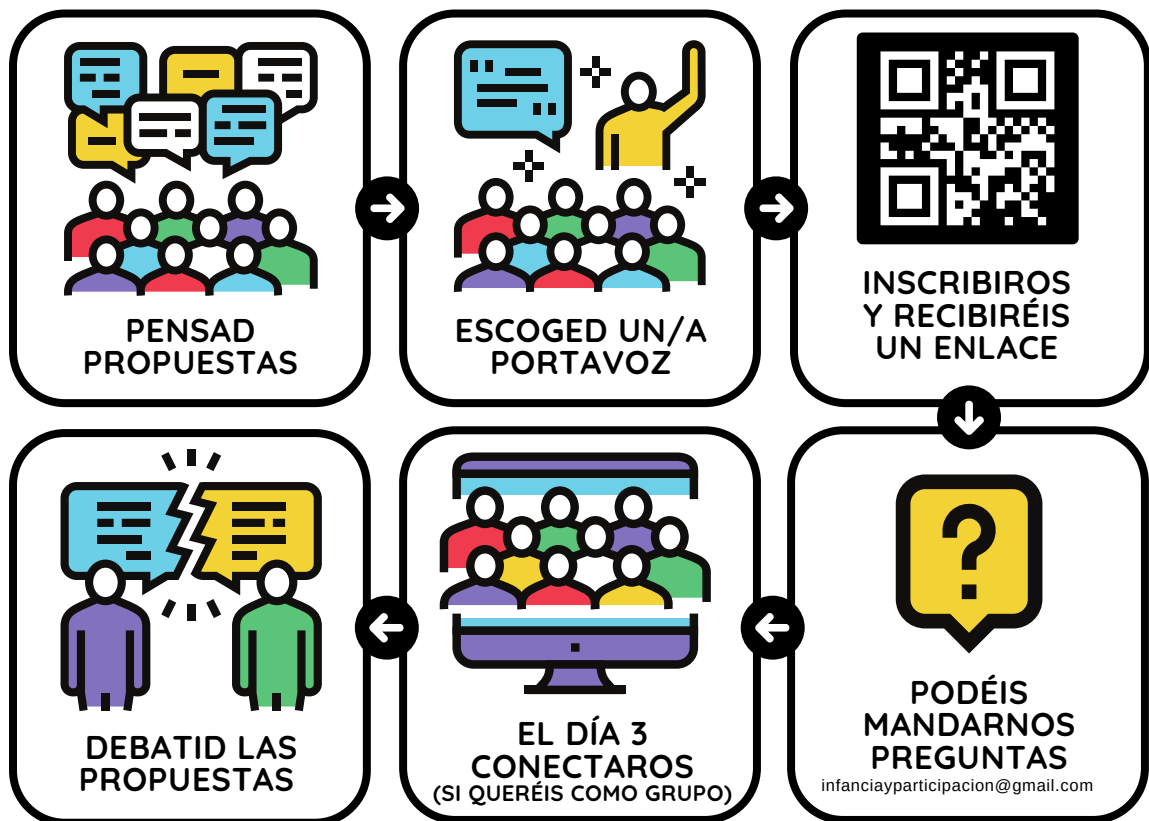 PENSAD
PROPUESTAS
ESCOGED UN/A
PORTAVOZ
INSCRIBIROS
Y RECIBIRÉIS
UN ENLACE
PODÉIS
MANDARNOS
PREGUNTAS
infanciayparticipacion@gmail.com
EL DÍA 3
CONECTAROS
(SI QUERÉIS COMO GRUPO)
DEBATID LAS
PROPUESTAS